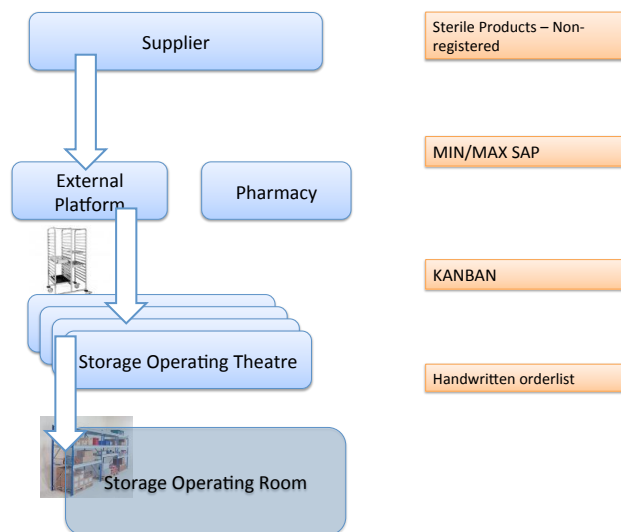 Supplier
Sterile Products – Non-
registered
MIN/MAX SAP
External
Platform
Pharmacy
KANBAN
Storage Operating Theatre
Handwritten orderlist
Storage Operating Room